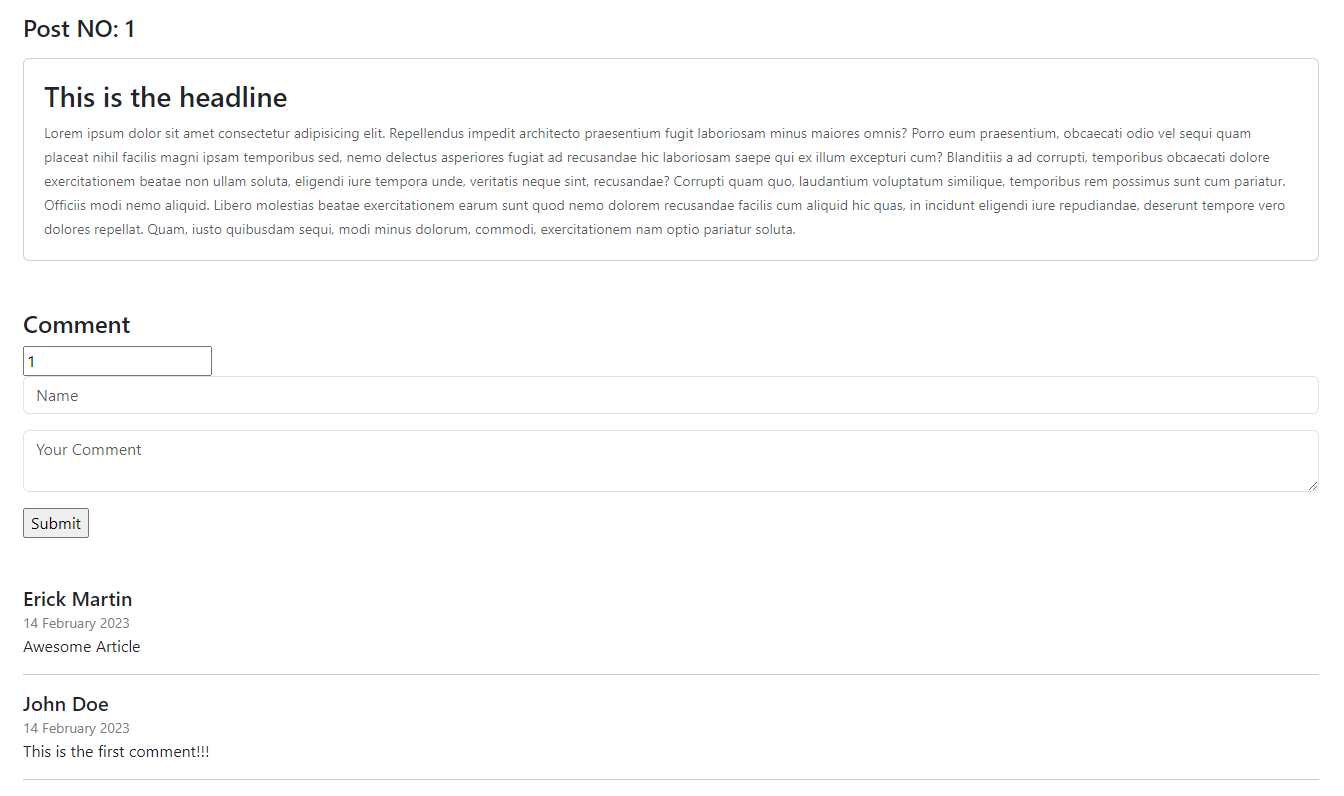 Post NO: 1
This is the headline
Lorem ipsum dolor sit amet consectetur adipisicing elit. Repellendus impedit architecto praesentium fugit laboriosam minus maiores omnis? Porro eum praesentium, obcaecati odio vel sequi quam
placeat nihil facilis magni ipsam temporibus sed, nemo delectus asperiores fugiat ad recusandae hic laboriosam saepe qui ex illum excepturi cum? Blanditiis a ad corrupti, temporibus obcaecati dolore
exercitationem beatae non ullam soluta, eligendi iure tempora unde, veritatis neque sint, recusandae? Corrupti quam quo, laudantium voluptatum similique, temporibus rem possimus sunt cum pariatur.
Officiis modi nemo aliquid. Libero molestias beatae exercitationem earum sunt quod nemo dolorem recusandae facilis cum aliquid hic quas, in incidunt eligendi iure repudiandae, deserunt tempore vero
dolores repellat. Quam, iusto quibusdam sequi, modi minus dolorum, commodi, exercitationem nam optio pariatur soluta.
Comment
1
Name
Your Comment
Submit
Erick Martin
14 February 2023
Awesome Article
John Doe
14 February 2023
This is the first comment!!!